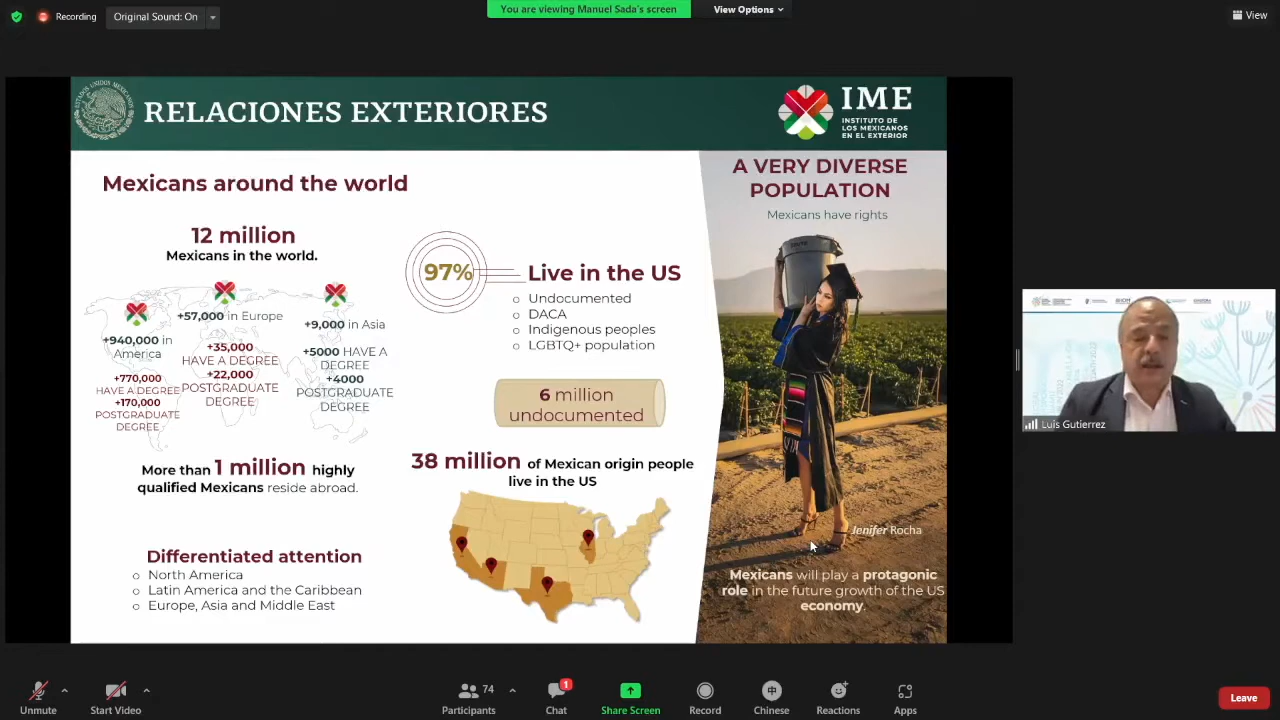 Recording
Original Sound: On
You are viewing Manuel Sada's screen
View Options
View
RELACIONES EXTERIORES
IME
INSTITUTO DE
LOS MEXICANOS
EN EL EXTERIOR
Mexicans around the world
12 million
Mexicans in the world.
+940,000 in
America
+770,000
HAVE A DEGREE
+170,000
POSTGRADUATE
DEGREE
+57,000 in Europe
+35,000
HAVE A DEGREE
+22,000
POSTGRADUATE
DEGREE
+9,000 in Asia
+5000 HAVE A
DEGREE
+4000
POSTGRADUATE
DEGREE
More than 1 million highly
qualified Mexicans reside abroad.
Differentiated attention
o North America
o Latin America and the Caribbean
o Europe, Asia and Middle East
97%
Live in the US
o Undocumented
o DACA
o Indigenous peoples
o LGBTQ+ population
6 million
undocumented
38 million of Mexican origin people
live in the US
A VERY DIVERSE
POPULATION
Mexicans have rights
Jenifer Rocha
Mexicans will play a protagonic
role in the future growth of the US
economy.
Luis Gutierrez
Unmute
Start Video
74
Participants
1
Chat
Share Screen
Record
中
Chinese
Reactions
Apps
Leave